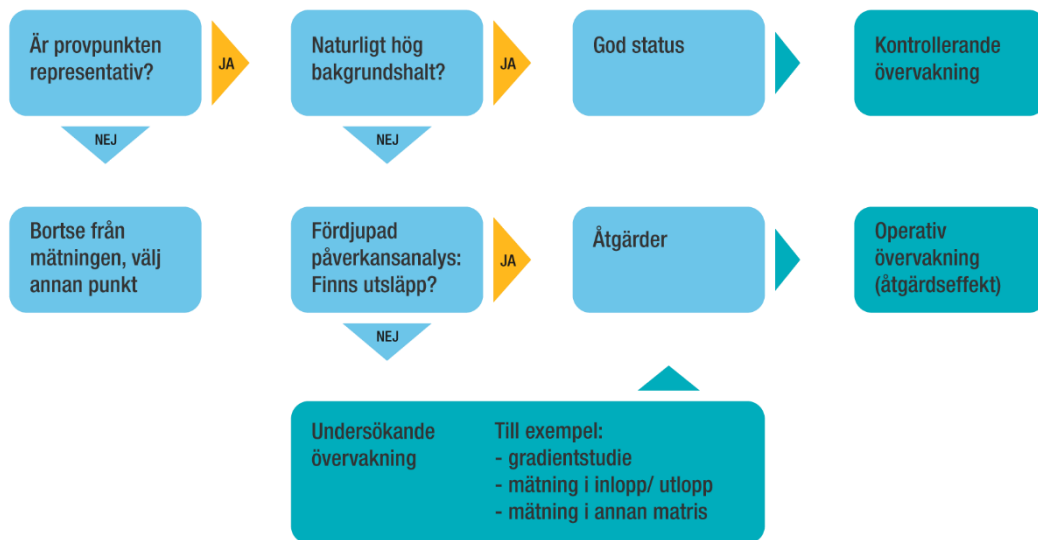 Är provpunkten
representativ?
JA
Naturligt hög
bakgrundshalt?
JA
God status
Kontrollerande
övervakning
NEJ
NEJ
Bortse från
mätningen, välj
annan punkt
Fördjupad
påverkansanalys:
Finns utsläpp?
JA
Åtgärder
Operativ
övervakning
(åtgärdseffekt)
NEJ
Undersökande
övervakning
Till exempel:
- gradientstudie
- mätning i inlopp/ utlopp
- mätning i annan matris